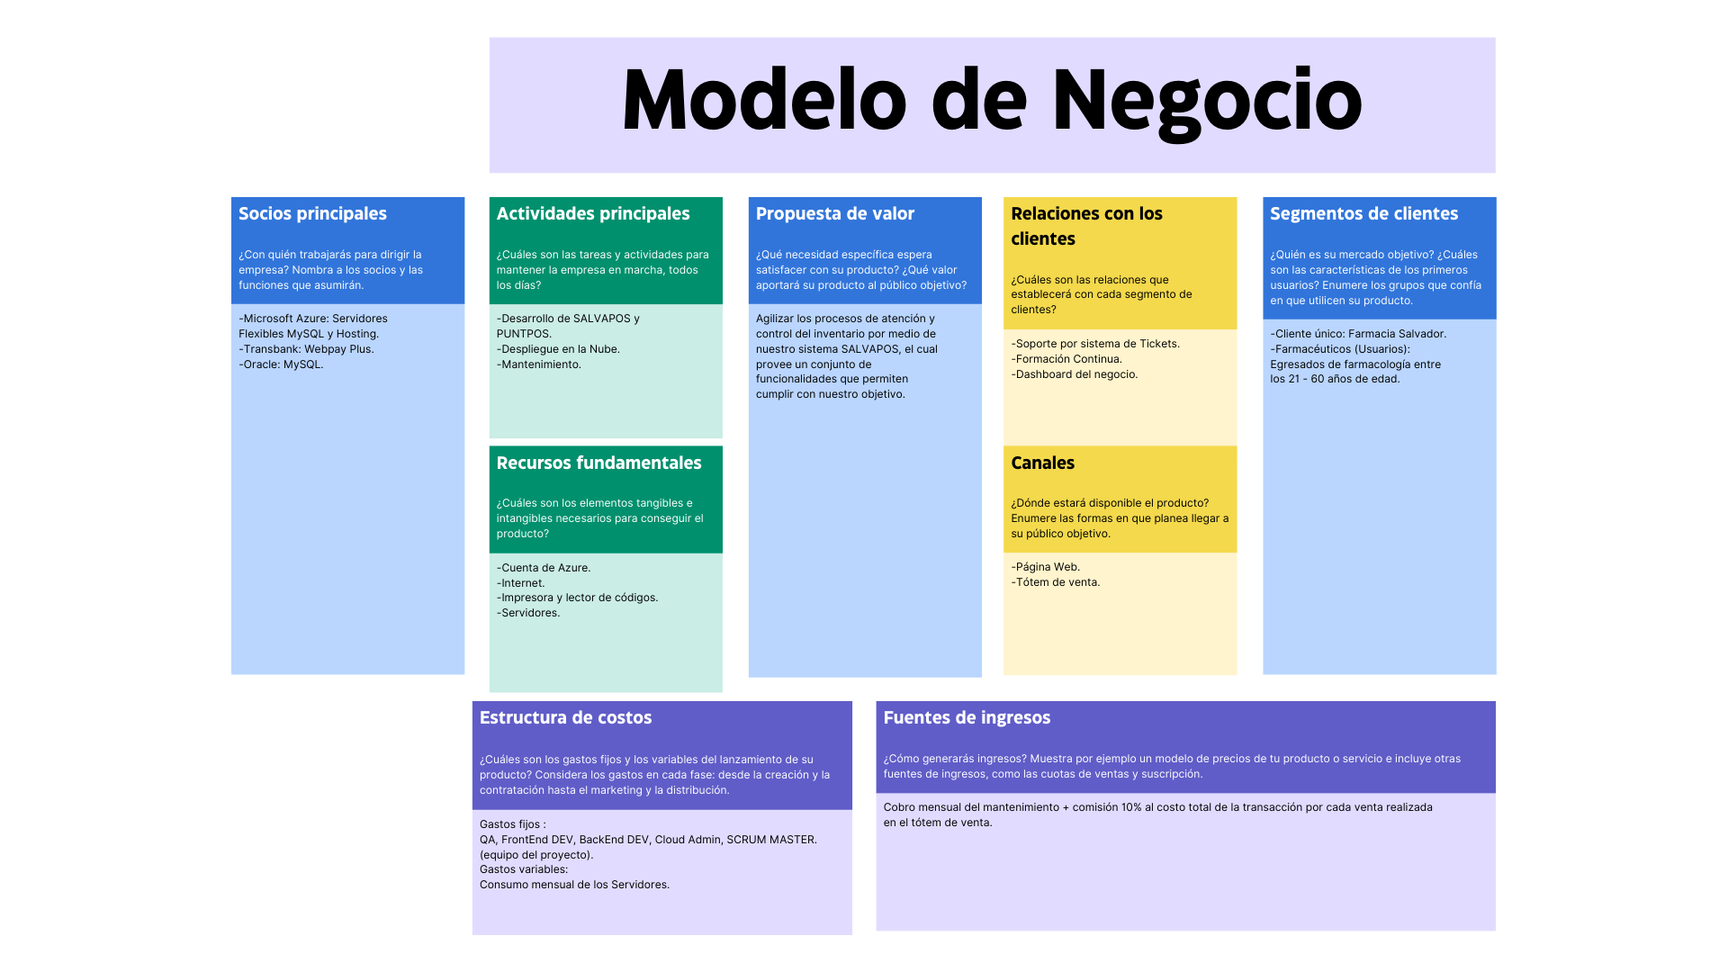 Modelo de Negocio
Socios principales
¿Con quién trabajarás para dirigir la
empresa? Nombra a los socios y las
funciones que asumirán.
-Microsoft Azure: Servidores
Flexibles MySQL y Hosting.
-Transbank: Webpay Plus.
-Oracle: MySQL.
Actividades principales
¿Cuáles son las tareas y actividades para
mantener la empresa en marcha, todos
los días?
-Desarrollo de SALVAPOS y
PUNTPOS.
-Despliegue en la Nube.
-Mantenimiento.
Recursos fundamentales
¿Cuáles son los elementos tangibles e
intangibles necesarios para conseguir el
producto?
-Cuenta de Azure.
-Internet.
-Impresora y lector de códigos.
-Servidores.
Propuesta de valor
¿Qué necesidad específica espera
satisfacer con su producto? ¿Qué valor
aportará su producto al público objetivo?
Agilizar los procesos de atención y
control del inventario por medio de
nuestro sistema SALVAPOS, el cual
provee un conjunto de
funcionalidades que permiten
cumplir con nuestro objetivo.
Relaciones con los
clientes
¿Cuáles son las relaciones que
establecerá con cada segmento de
clientes?
-Soporte por sistema de Tickets.
-Formación Continua.
-Dashboard del negocio.
Canales
¿Dónde estará disponible el producto?
Enumere las formas en que planea llegar a
su público objetivo.
-Página Web.
-Tótem de venta.
Segmentos de clientes
¿Quién es su mercado objetivo? ¿Cuáles
son las características de los primeros
usuarios? Enumere los grupos que confía
en que utilicen su producto.
-Cliente único: Farmacia Salvador.
-Farmacéuticos (Usuarios):
Egresados de farmacología entre
los 21 - 60 años de edad.
Estructura de costos
¿Cuáles son los gastos fijos y los variables del lanzamiento de su
producto? Considera los gastos en cada fase: desde la creación y la
contratación hasta el marketing y la distribución.
Gastos fijos :
QA, FrontEnd DEV, BackEnd DEV, Cloud Admin, SCRUM MASTER.
(equipo del proyecto).
Gastos variables:
Consumo mensual de los Servidores.
Fuentes de ingresos
¿Cómo generarás ingresos? Muestra por ejemplo un modelo de precios de tu producto o servicio e incluye otras
fuentes de ingresos, como las cuotas de ventas y suscripción.
Cobro mensual del mantenimiento + comisión 10% al costo total de la transacción por cada venta realizada
en el tótem de venta.